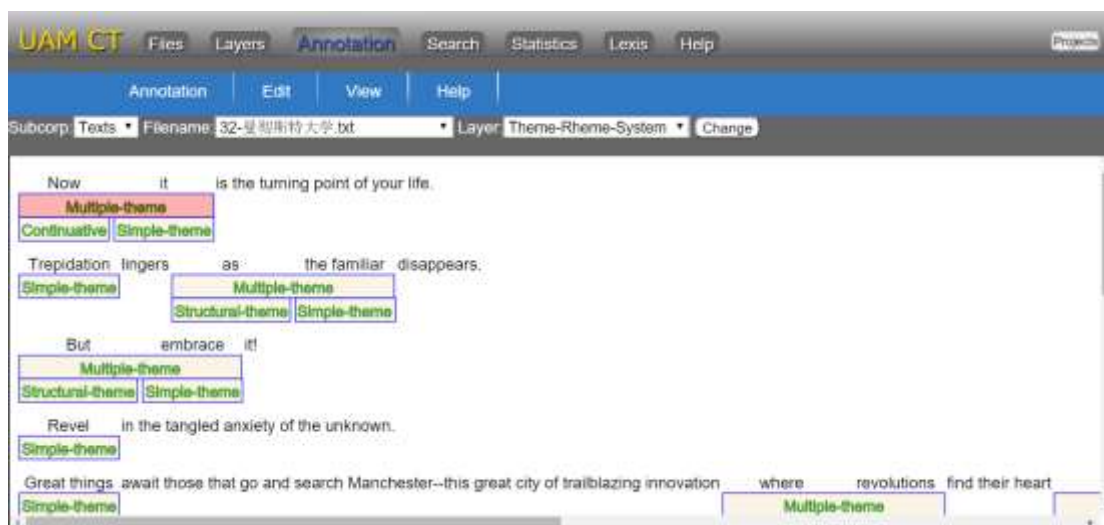 UAM CT Files Layers Annotation Search Statistics Lexis Help Projects
Annotation Edit View Help
Subcorp: Texts Filename: 32-曼彻斯特大学.txt Layer: Theme-Rheme-System Change
Now it is the turning point of your life.
Multiple-theme
Continuative Simple-theme
Trepidation lingers as the familiar disappears.
Simple-theme Multiple-theme
Structural-theme Simple-theme
But embrace it!
Multiple-theme
Structural-theme Simple-theme
Revel in the tangled anxiety of the unknown.
Simple-theme
Great things await those that go and search Manchester--this great city of trailblazing innovation where revolutions find their heart
Simple-theme Multiple-theme